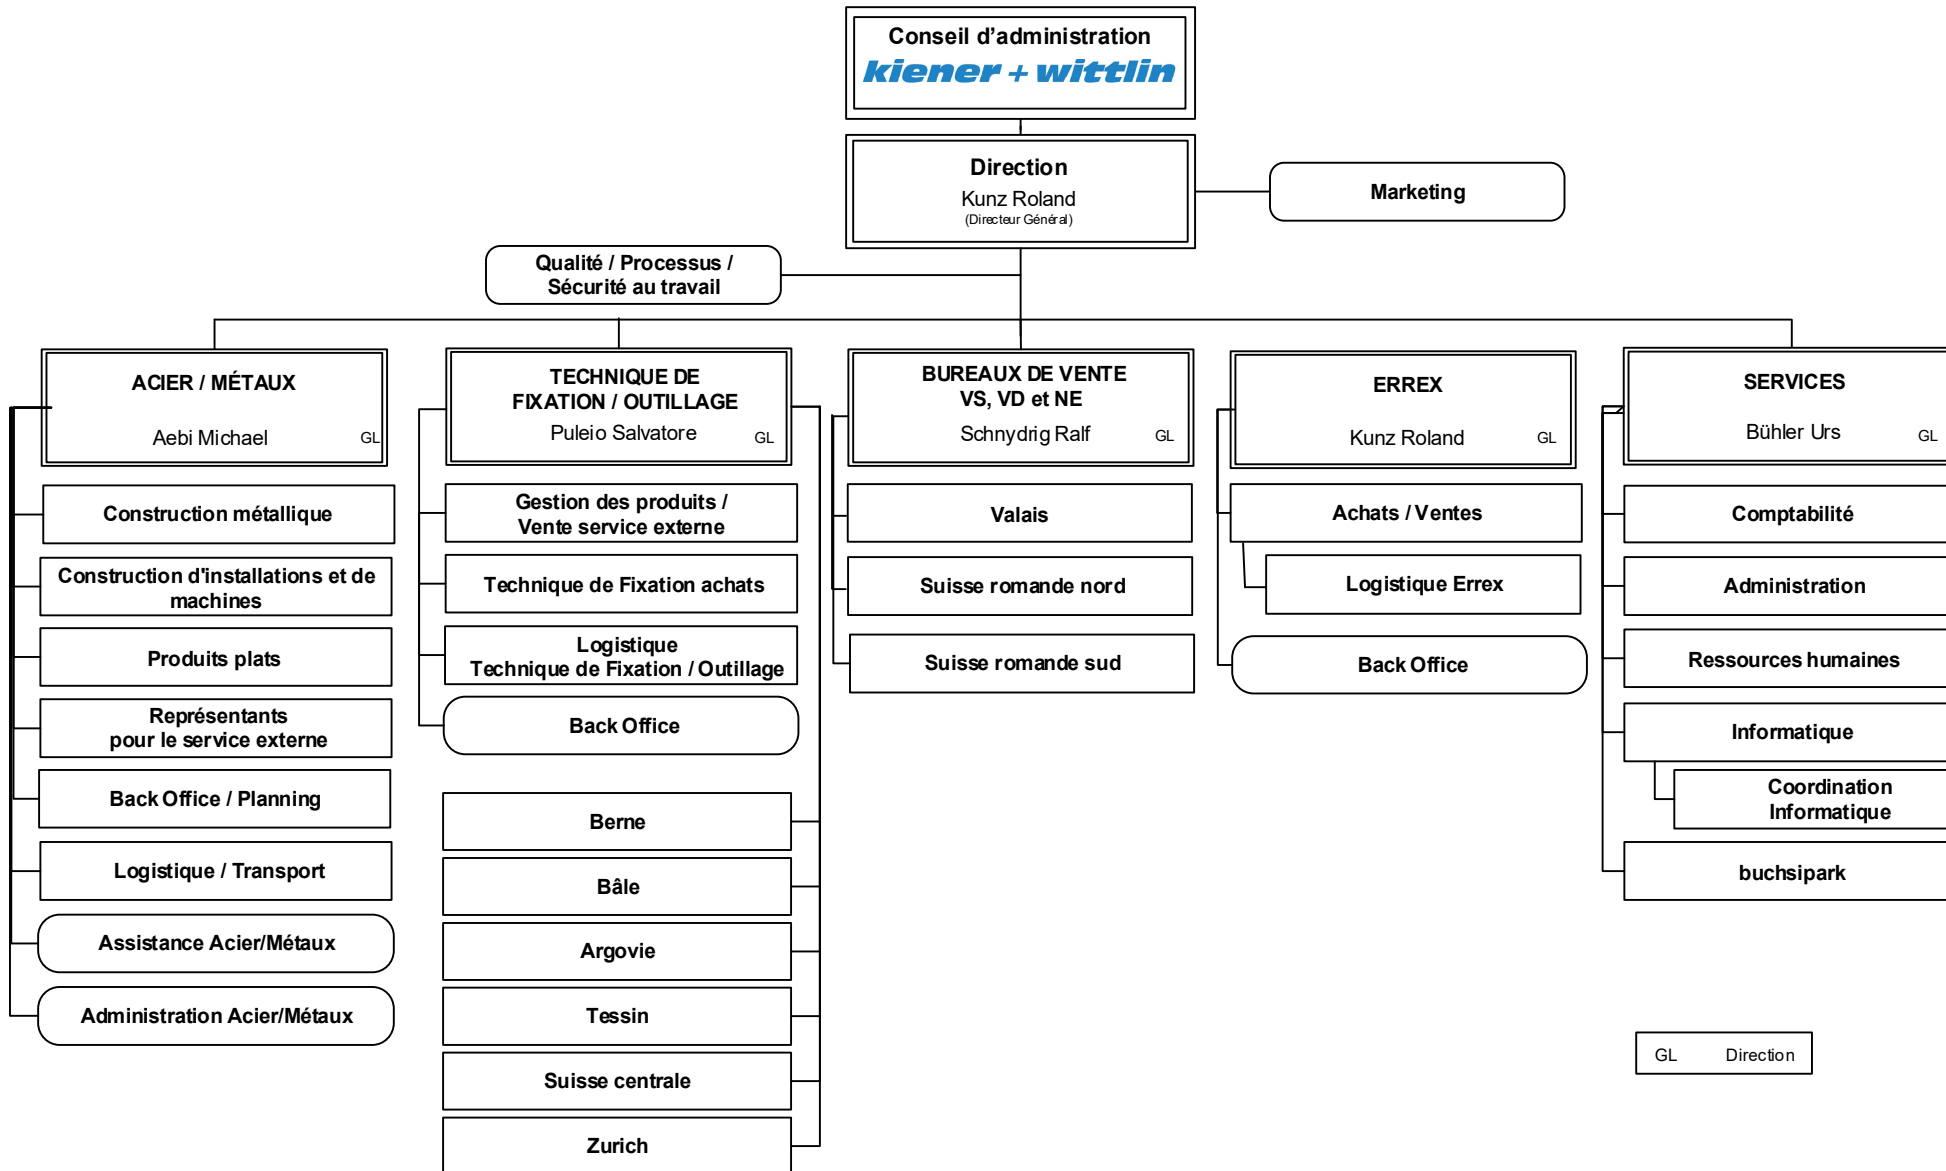 Conseil d'administration
kiener + wittlin
Direction
Kunz Roland
(Directeur Général)
Marketing
Qualité / Processus /
Sécurité au travail
ACIER / MÉTAUX
Aebi Michael
GL
Construction métallique
Construction d'installations et de
machines
Produits plats
Représentants
pour le service externe
Back Office / Planning
Logistique / Transport
Assistance Acier/Métaux
Administration Acier/Métaux
TECHNIQUE DE
FIXATION / OUTILLAGE
Puleio Salvatore
GL
Gestion des produits /
Vente service externe
Technique de Fixation achats
Logistique
Technique de Fixation / Outillage
Back Office
Berne
Bâle
Argovie
Tessin
Suisse centrale
Zurich
BUREAUX DE VENTE
VS, VD et NE
Schnydrig Ralf
GL
Valais
Suisse romande nord
Suisse romande sud
ERREX
Kunz Roland
GL
Achats / Ventes
Logistique Errex
Back Office
SERVICES
Bühler Urs
GL
Comptabilité
Administration
Ressources humaines
Informatique
Coordination
Informatique
buchsipark
GL Direction